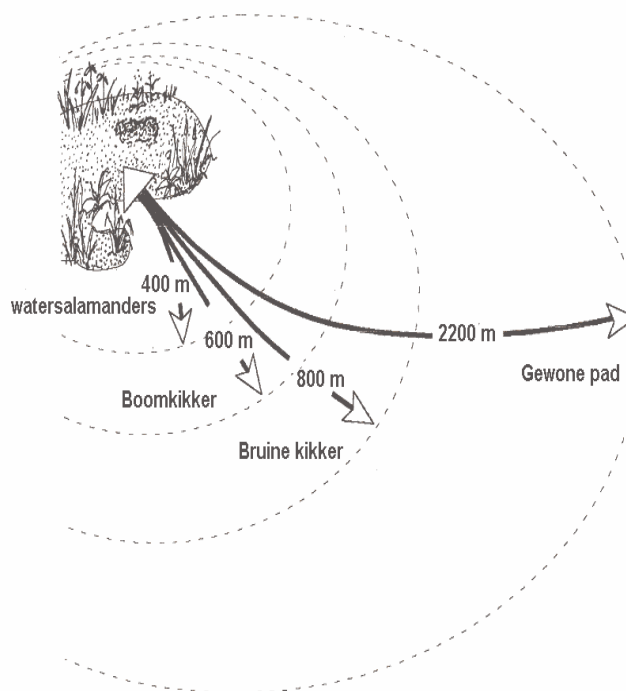 400 m
watersalamanders
600 m
2200 m
800 m
Gewone pad
Boomkikker
Bruine kikker